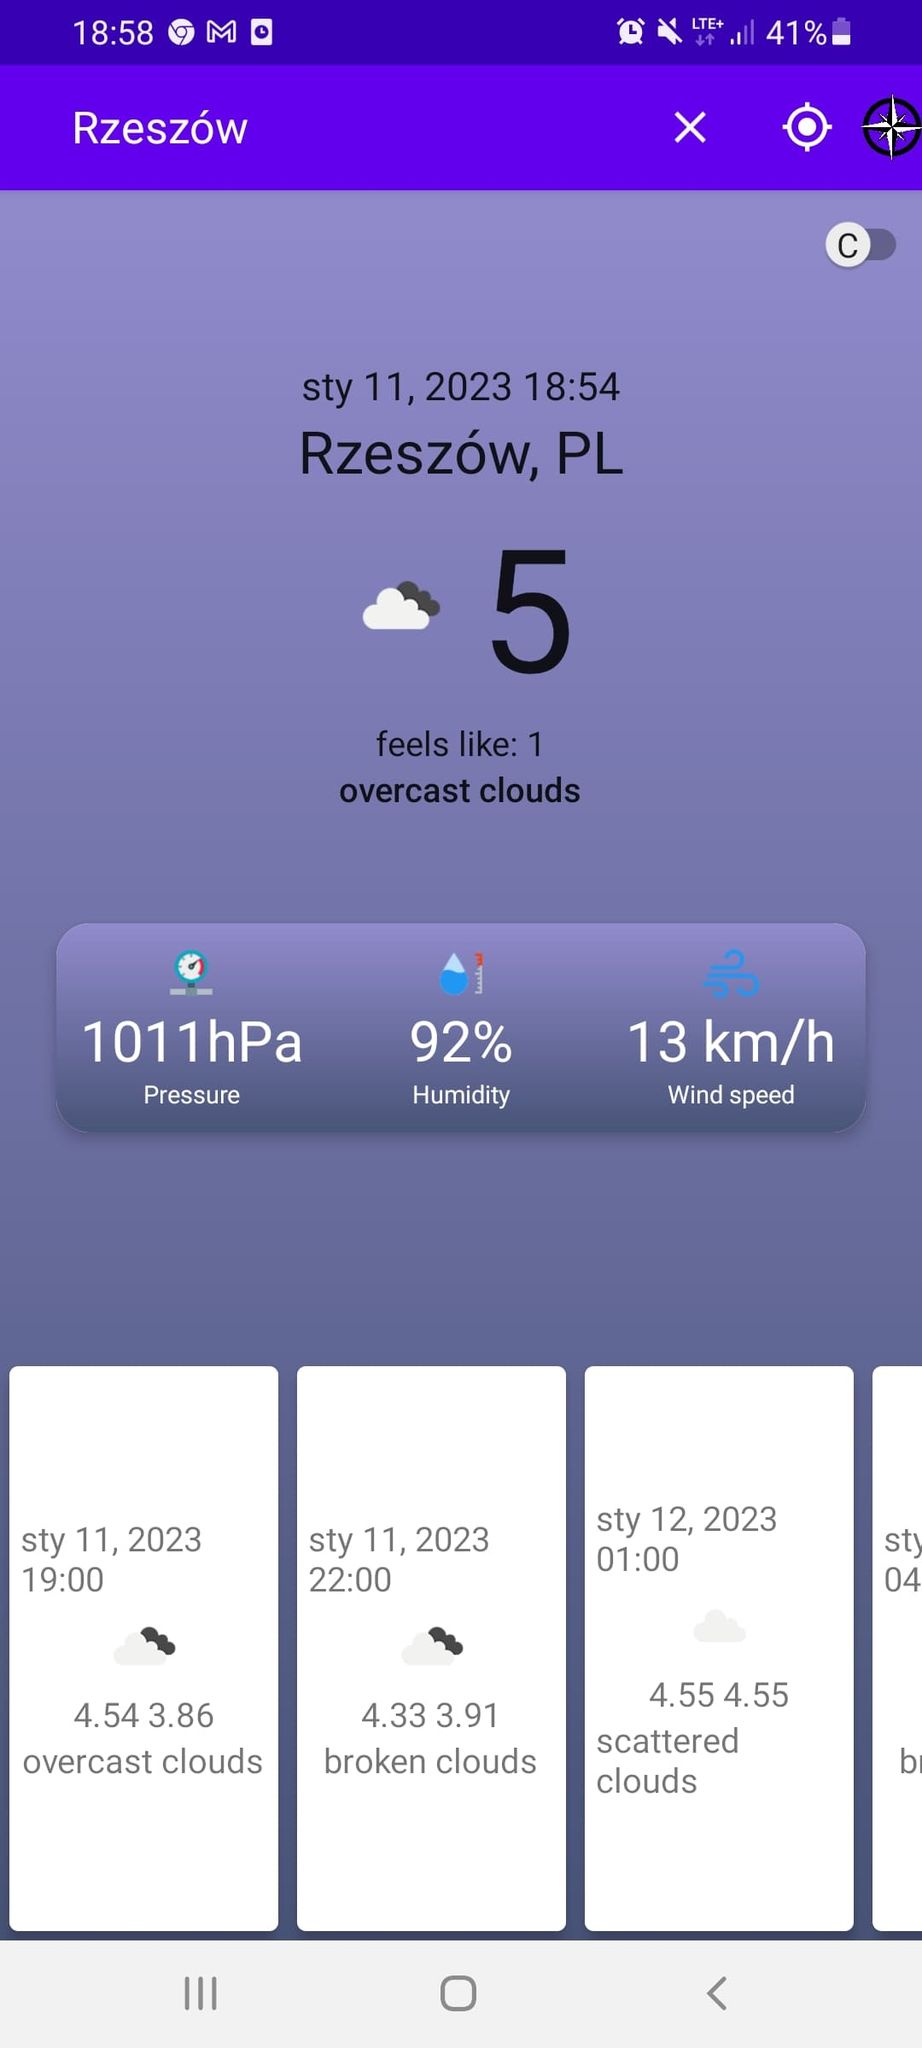 18:58 LTE+ 41%
Rzeszów
C
sty 11, 2023 18:54
Rzeszów, PL
5
feels like: 1
overcast clouds
1011hPa 92% 13 km/h
Pressure Humidity Wind speed
sty 11, 2023
19:00
4.54 3.86
overcast clouds
sty 11, 2023
22:00
4.33 3.91
broken clouds
sty 12, 2023
01:00
4.55 4.55
scattered
clouds
sty
04